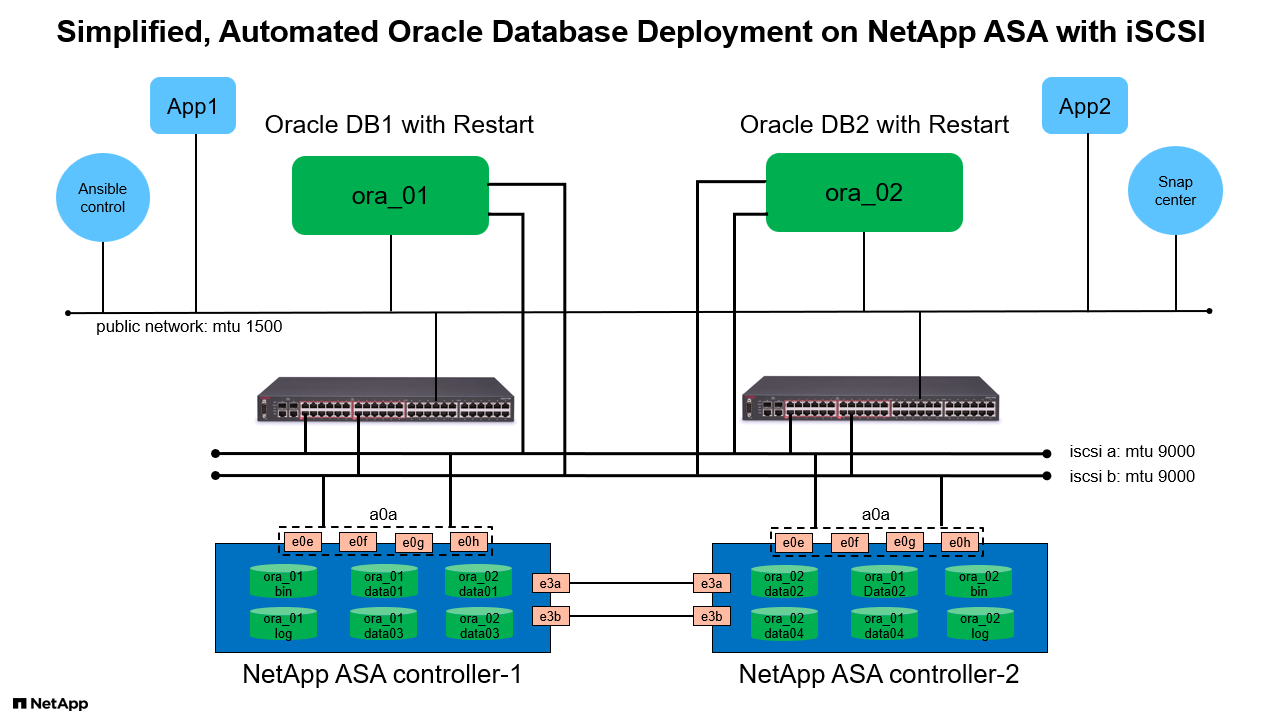 Simplified, Automated Oracle Database Deployment on NetApp ASA with iSCSI
App1
App2
Oracle DB1 with Restart
Oracle DB2 with Restart
Ansible
control
ora_01
ora_02
Snap
center
public network: mtu 1500
iscsi a: mtu 9000
iscsi b: mtu 9000
a0a
a0a
e0e
e0f
e0g
e0h
e0e
e0f
e0g
e0h
ora_01
bin
ora_01
data01
ora_02
data01
e3a
e3a
ora_02
data02
ora_01
Data02
ora_02
bin
ora_01
log
ora_01
data03
ora_02
data03
e3b
e3b
ora_02
data04
ora_01
data04
ora_02
log
NetApp ASA controller-1
NetApp ASA controller-2
NetApp